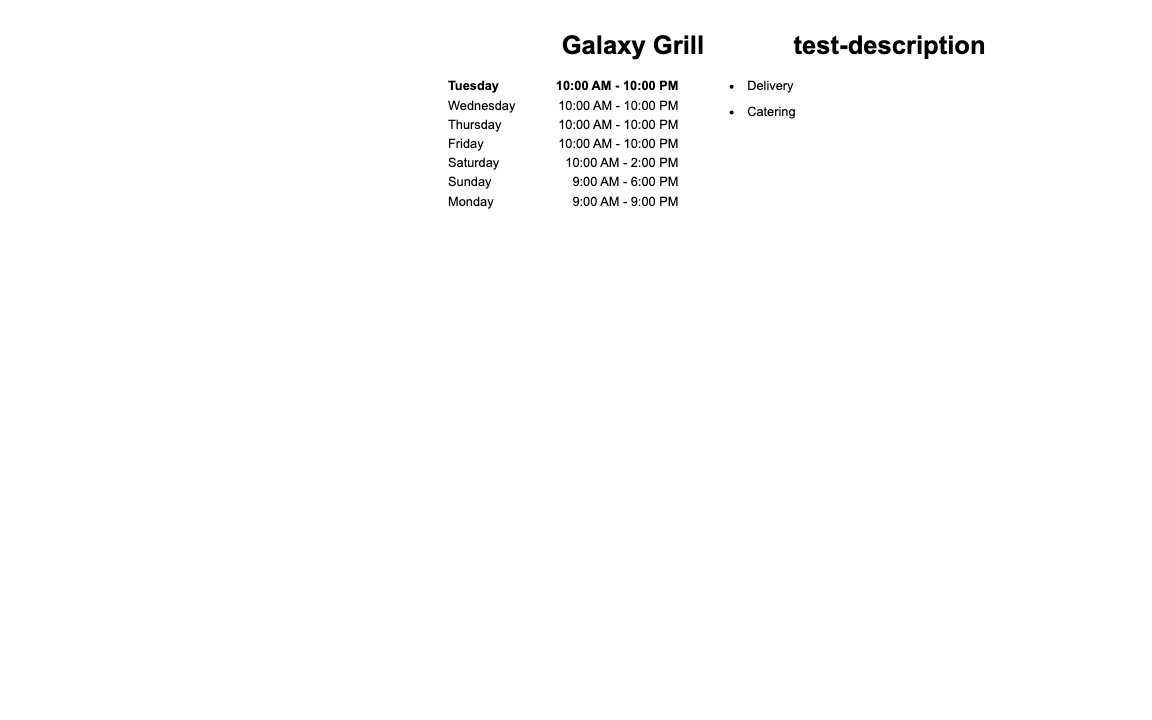 Galaxy Grill test-description
Tuesday 10:00 AM - 10:00 PM
Wednesday 10:00 AM - 10:00 PM
Thursday 10:00 AM - 10:00 PM
Friday 10:00 AM - 10:00 PM
Saturday 10:00 AM - 2:00 PM
Sunday 9:00 AM - 6:00 PM
Monday 9:00 AM - 9:00 PM
• Delivery
• Catering